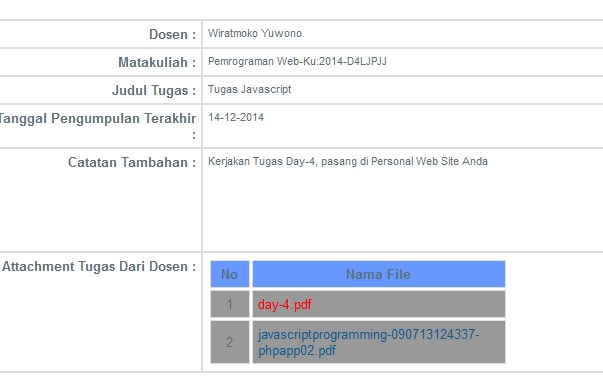 Dosen : Wiratmoko Yuwono
Matakuliah : Pemrograman Web-Ku:2014-D4LJPJJ
Judul Tugas : Tugas Javascript
Tanggal Pengumpulan Terakhir 14-12-2014
:
Catatan Tambahan : Kerjakan Tugas Day-4, pasang di Personal Web Site Anda
Attachment Tugas Dari Dosen :
No Nama File
1 day-4.pdf
2 javascriptprogramming-090713124337-
phpapp02.pdf